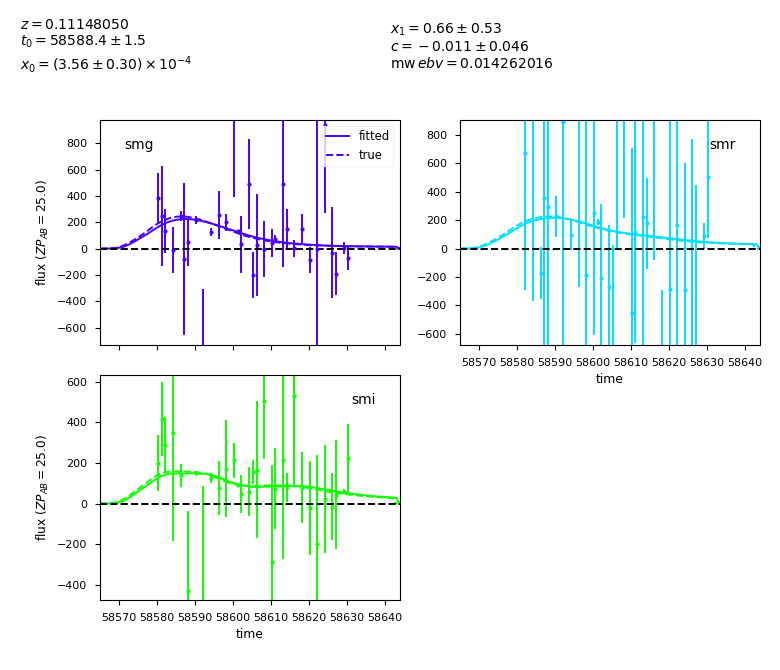 z = 0.11148050
t₀ = 58588.4 ± 1.5
x₀ = (3.56 ± 0.30) × 10⁻⁴
x₁ = 0.66 ± 0.53
c = −0.011 ± 0.046
mw ebv = 0.014262016
smg
fitted
true
800
600
400
200
0
−200
−400
−600
flux (ZP_AB = 25.0)
smr
800
600
400
200
0
−200
−400
−600
58570 58580 58590 58600 58610 58620 58630 58640
time
smi
600
400
200
0
−200
−400
flux (ZP_AB = 25.0)
58570 58580 58590 58600 58610 58620 58630 58640
time